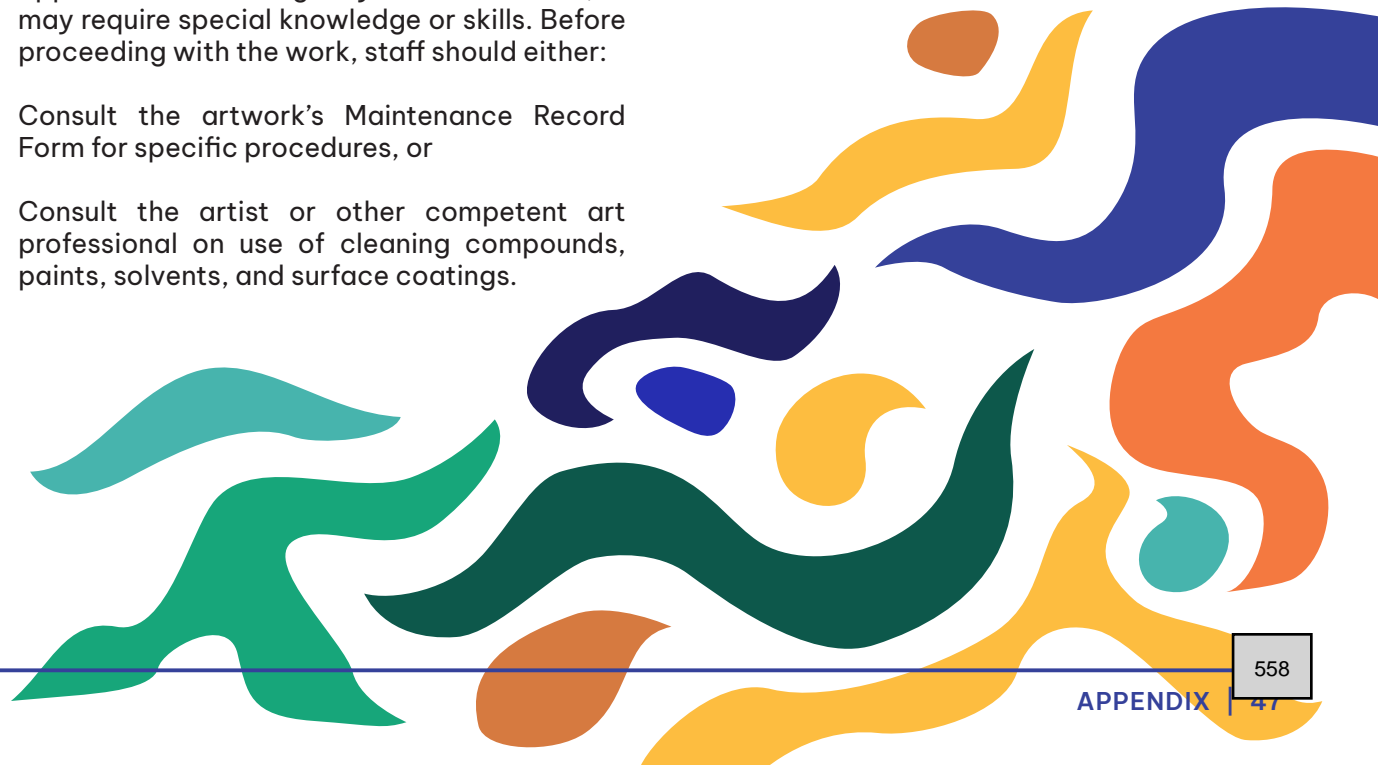 may require special knowledge or skills. Before
proceeding with the work, staff should either:
Consult the artwork’s Maintenance Record
Form for specific procedures, or
Consult the artist or other competent art
professional on use of cleaning compounds,
paints, solvents, and surface coatings.
558
APPENDIX | 47